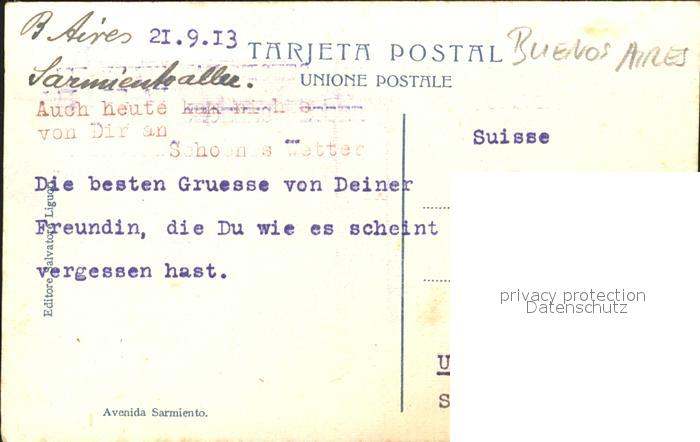 B Aires 21.9.13
TARJETA POSTAL
BUENOS AIRES
Sarmientoallee.
UNIONE POSTALE
Auch heute
von Dir an
Schoenes Wetter
Suisse
Die besten Gruesse von Deiner
Freundin, die Du wie es scheint
vergessen hast.
Editore Salvatore
privacy protection
Datenschutz
U
S
Avenida Sarmiento.